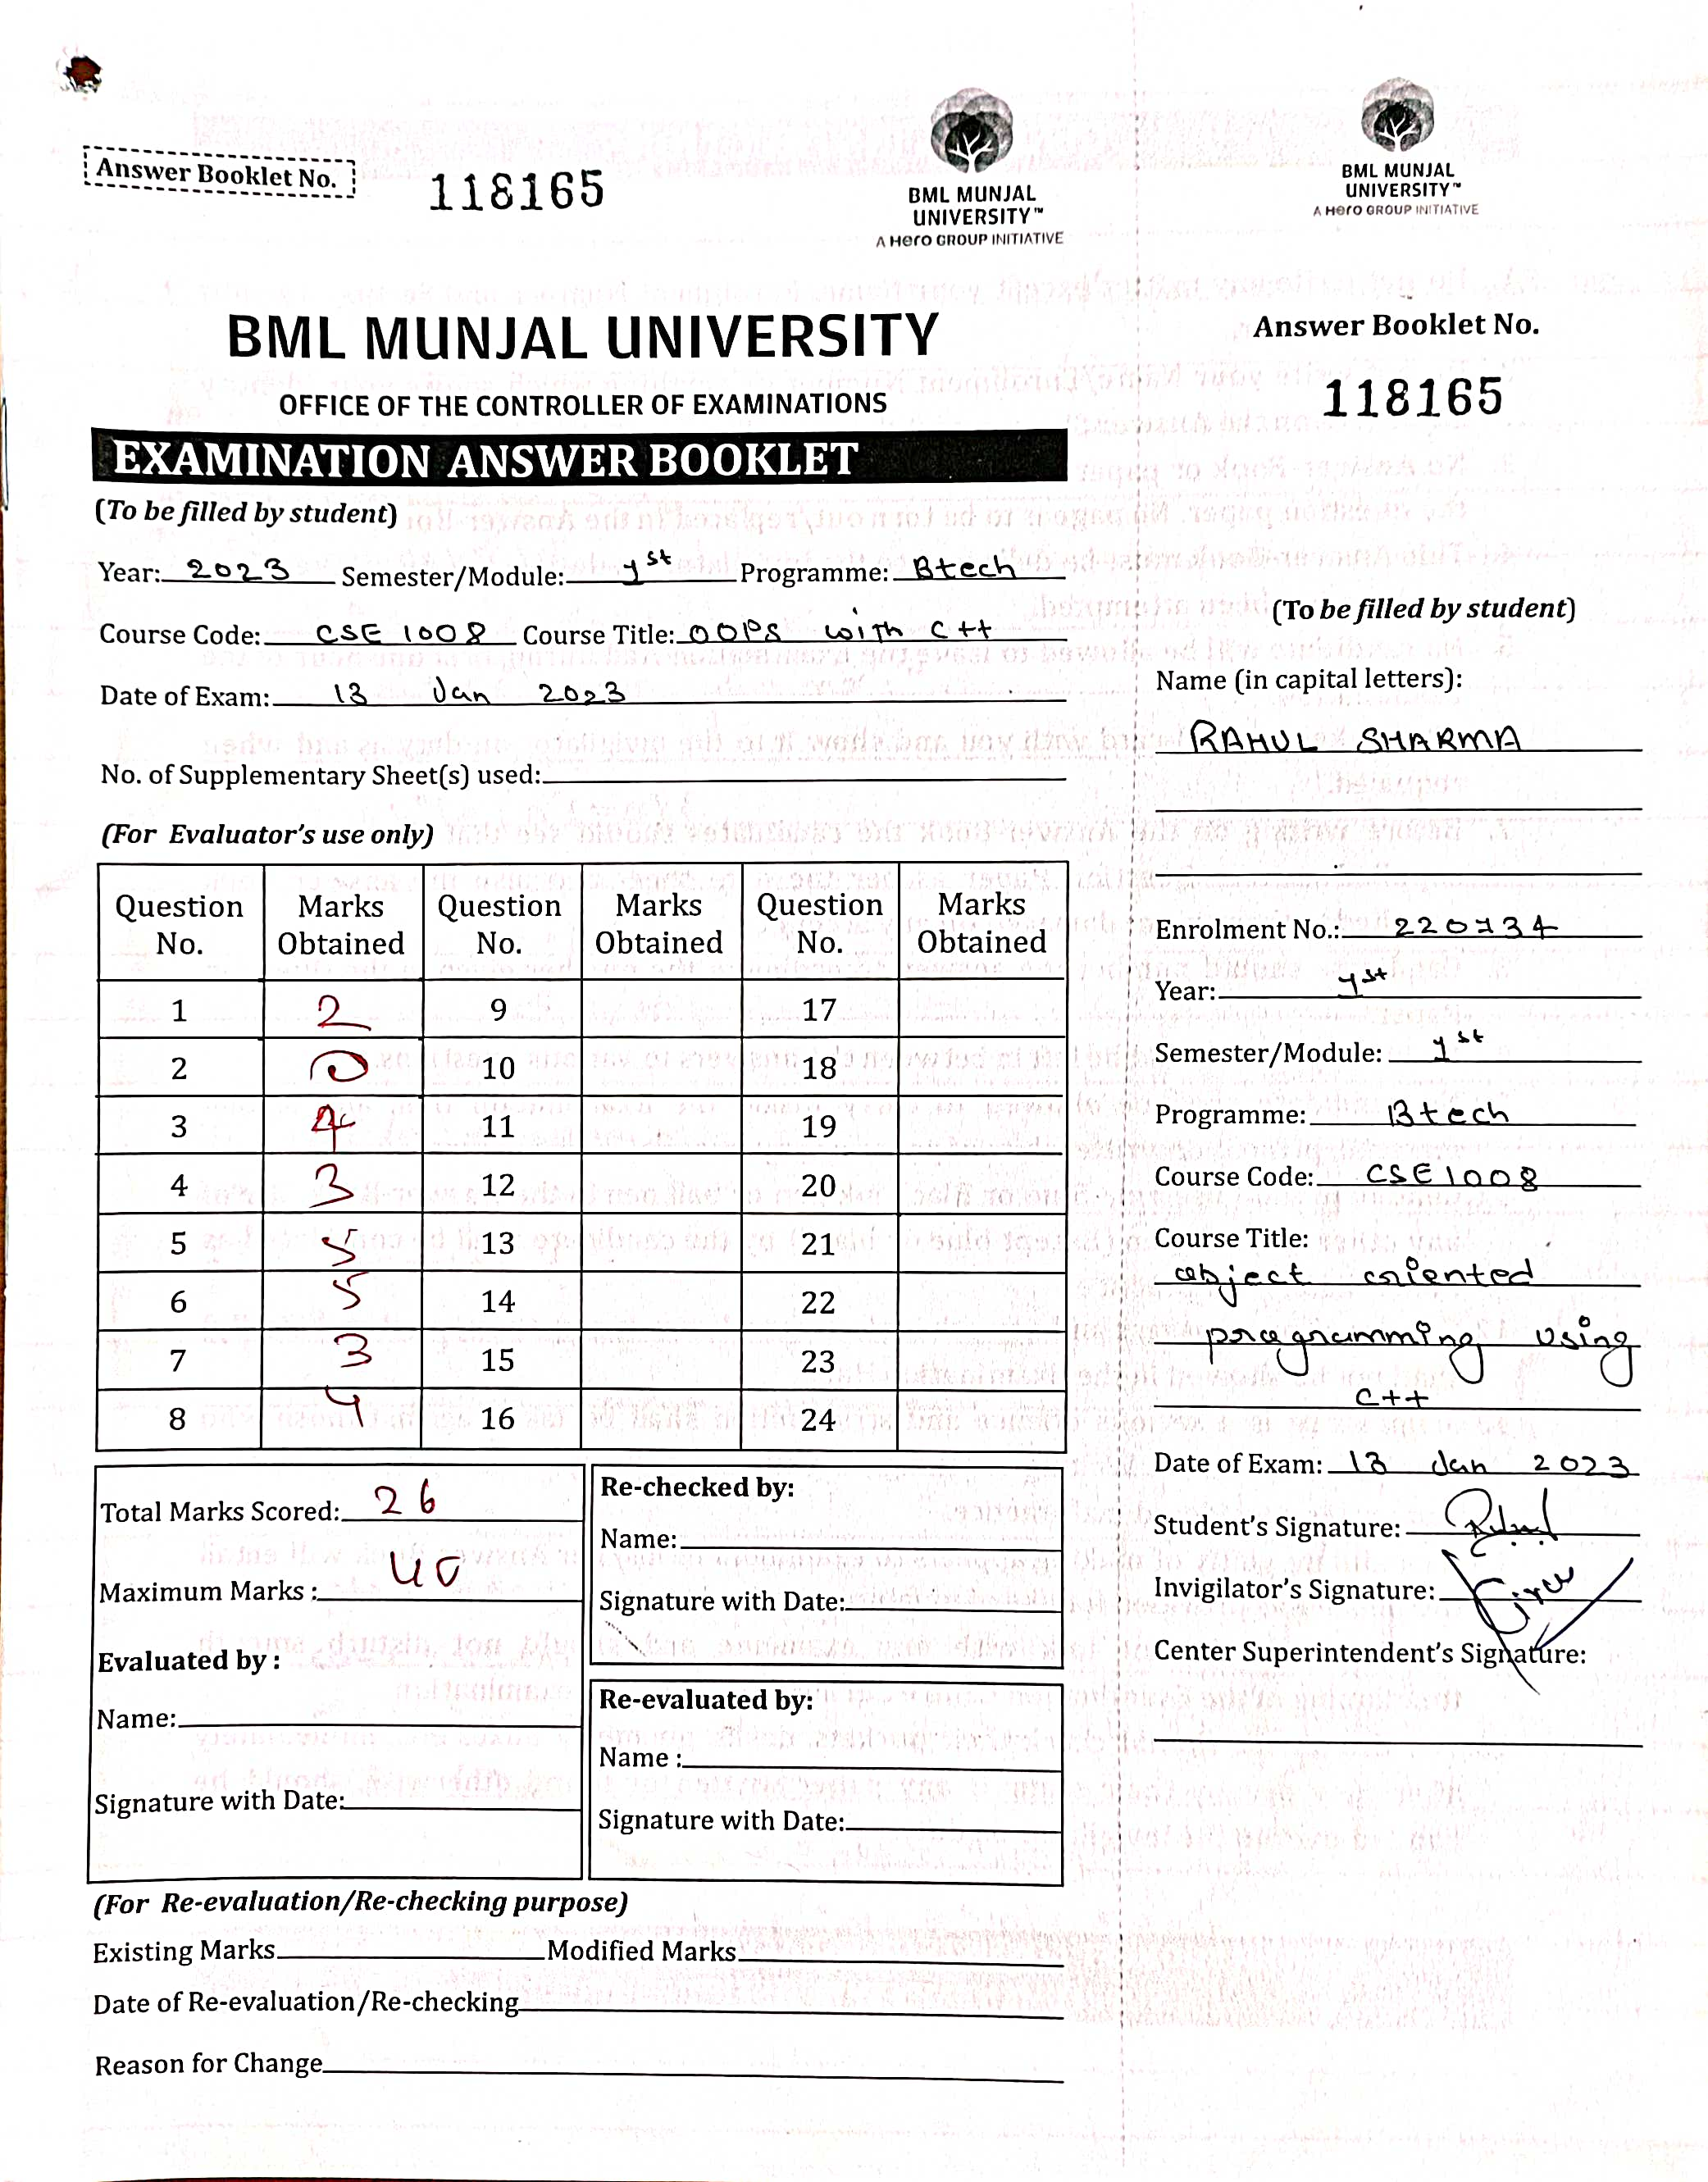 Answer Booklet No.
118165
BML MUNJAL
UNIVERSITY™
A Hero GROUP INITIATIVE
BML MUNJAL UNIVERSITY
OFFICE OF THE CONTROLLER OF EXAMINATIONS
EXAMINATION ANSWER BOOKLET
(To be filled by student)
Year: 2023 Semester/Module: 1st Programme: Btech
Course Code: CSE 1008 Course Title: OOPS with C++
Date of Exam: 13 Jan 2023
No. of Supplementary Sheet(s) used:
(For Evaluator's use only)
Question No. Marks Obtained Question No. Marks Obtained Question No. Marks Obtained
1 2 9 17
2 0 10 18
3 4 11 19
4 3 12 20
5 5 13 21
6 5 14 22
7 3 15 23
8 4 16 24
Total Marks Scored: 26
Maximum Marks : 40
Evaluated by :
Name:
Signature with Date:
Re-checked by:
Name:
Signature with Date:
Re-evaluated by:
Name :
Signature with Date:
(For Re-evaluation/Re-checking purpose)
Existing Marks Modified Marks
Date of Re-evaluation/Re-checking
Reason for Change
BML MUNJAL
UNIVERSITY™
A Hero GROUP INITIATIVE
Answer Booklet No.
118165
(To be filled by student)
Name (in capital letters):
RAHUL SHARMA
Enrolment No.: 220734
Year: 1st
Semester/Module: 1st
Programme: Btech
Course Code: CSE1008
Course Title:
object oriented
programming using
C++
Date of Exam: 13 Jan 2023
Student's Signature:
Invigilator's Signature:
Center Superintendent's Signature: